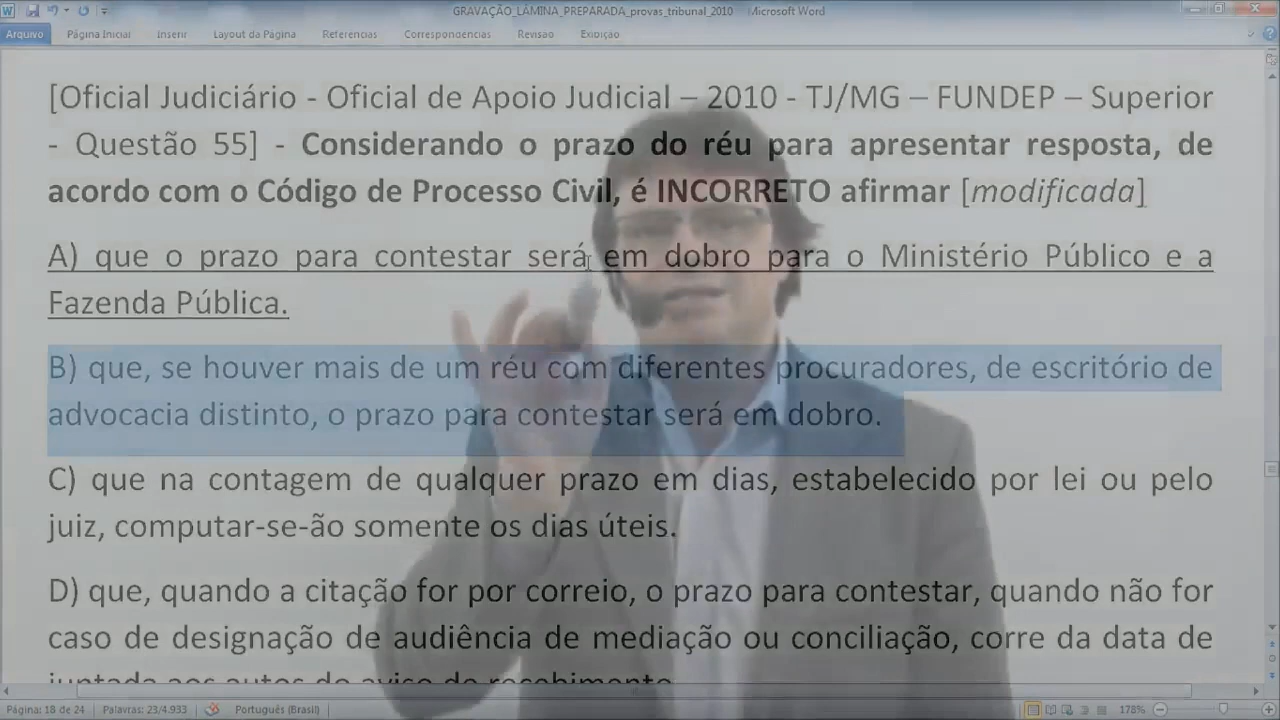 GRAVAÇÃO_LÂMINA_PREPARADA_provas_tribunal_2010 - Microsoft Word
Arquivo Página Inicial Inserir Layout da Página Referências Correspondências Revisão Exibição
[Oficial Judiciário - Oficial de Apoio Judicial – 2010 - TJ/MG – FUNDEP – Superior
- Questão 55] - Considerando o prazo do réu para apresentar resposta, de
acordo com o Código de Processo Civil, é INCORRETO afirmar [modificada]
A) que o prazo para contestar será em dobro para o Ministério Público e a
Fazenda Pública.
B) que, se houver mais de um réu com diferentes procuradores, de escritório de
advocacia distinto, o prazo para contestar será em dobro.
C) que na contagem de qualquer prazo em dias, estabelecido por lei ou pelo
juiz, computar-se-ão somente os dias úteis.
D) que, quando a citação for por correio, o prazo para contestar, quando não for
caso de designação de audiência de mediação ou conciliação, corre da data de
juntada aos autos do aviso de recebimento
Página: 18 de 24 Palavras: 23/4.933 Português (Brasil) 178%